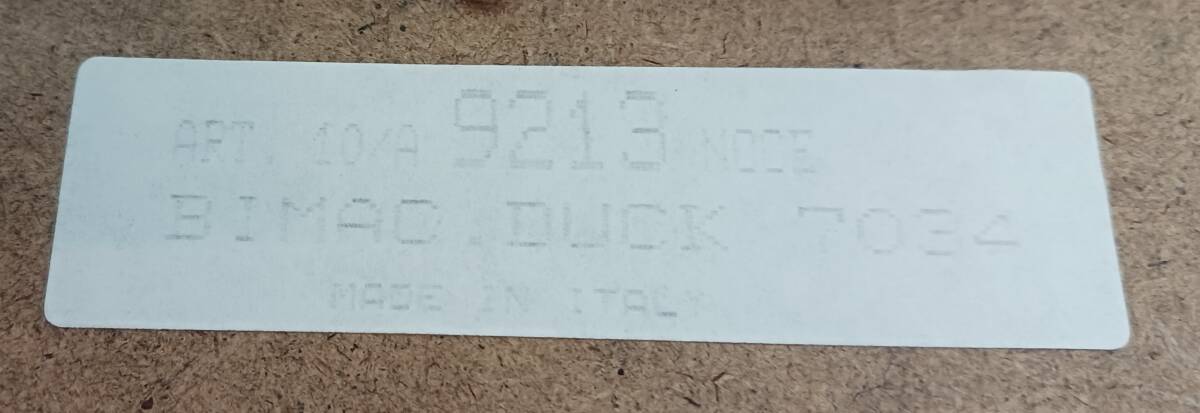 ART. 10/A 9213 NOCE
BIMAC DUCK 7034
MADE IN ITALY